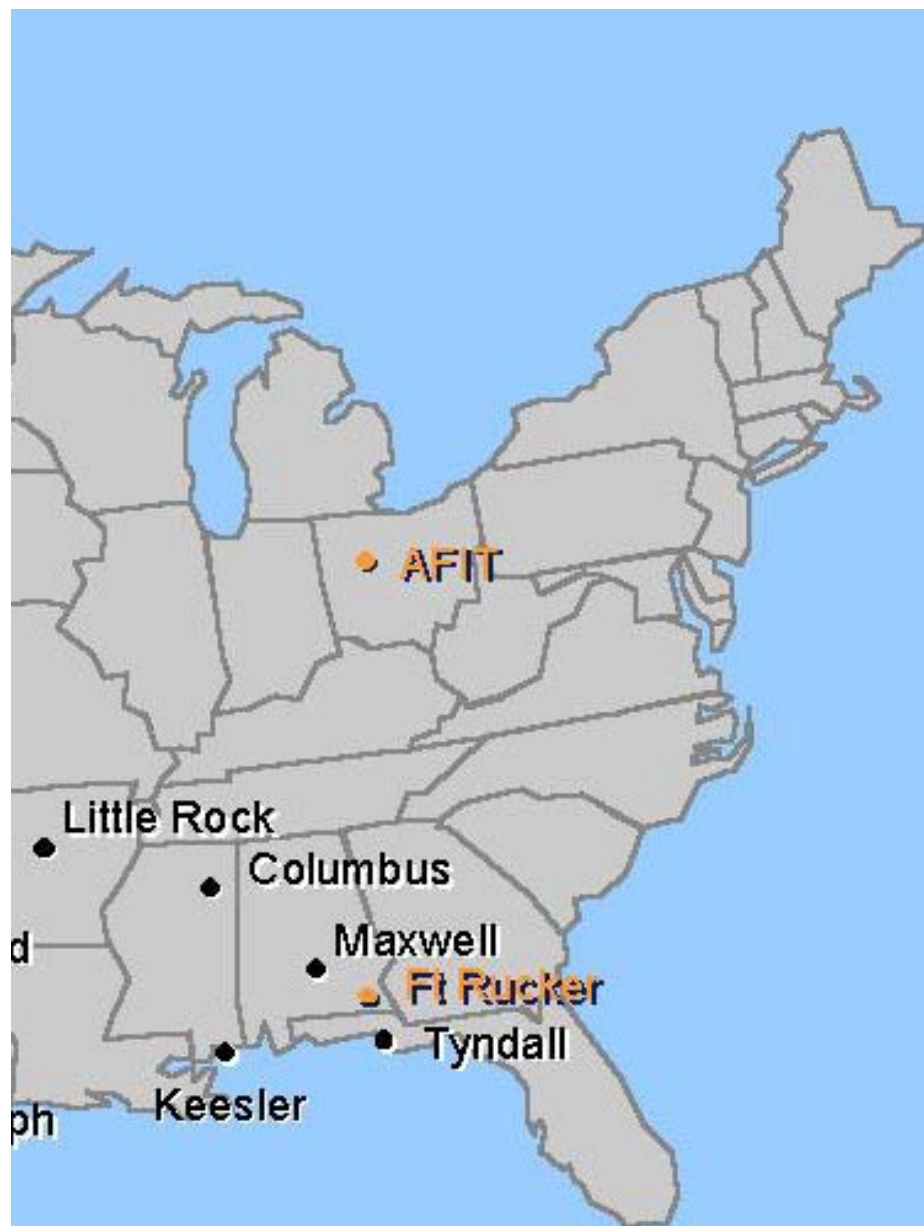 AFIT
Little Rock
Columbus
Maxwell
d
Ft Rucker
Tyndall
Keesler
ph